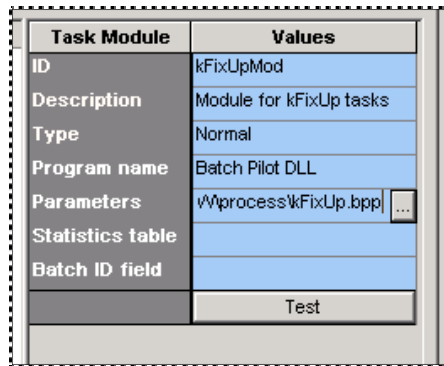 Task Module Values
ID kFixUpMod
Description Module for kFixUp tasks
Type Normal
Program name Batch Pilot DLL
Parameters \process\kFixUp.bpp ...
Statistics table
Batch ID field
Test